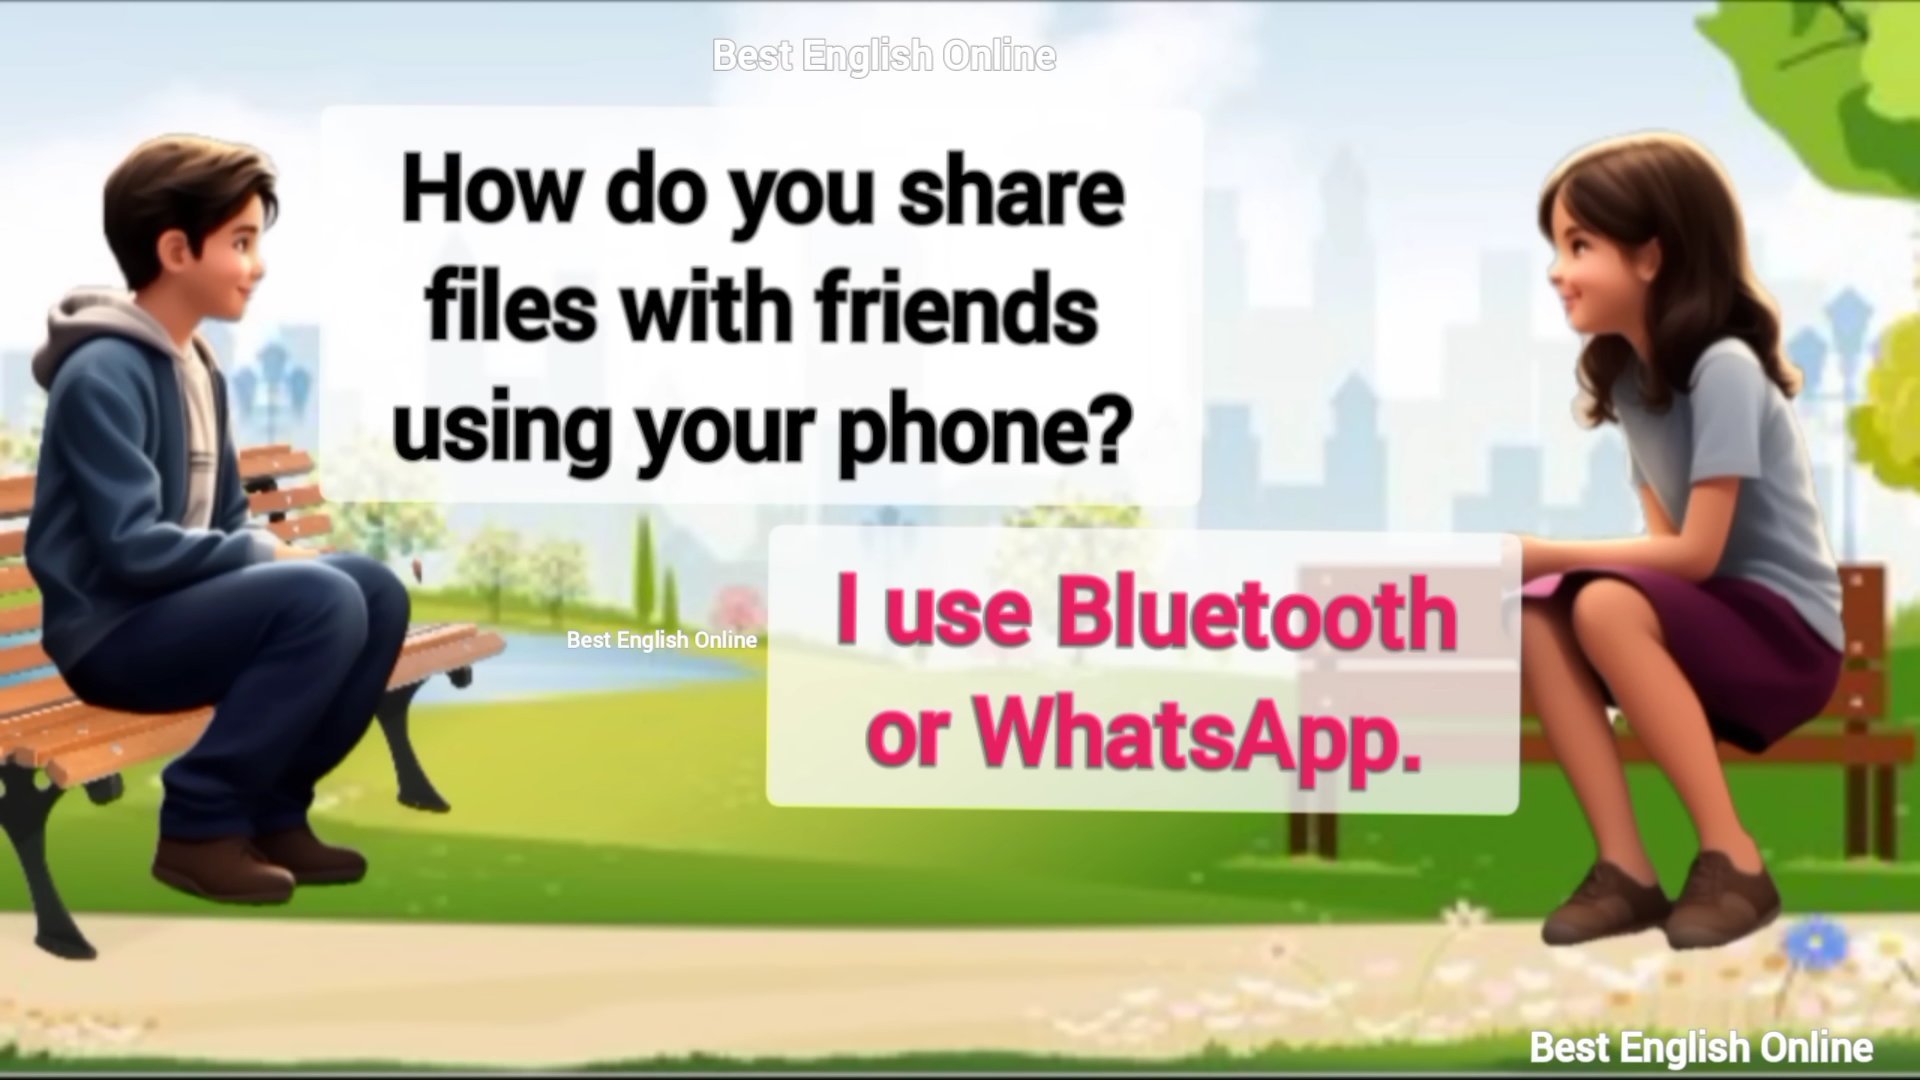 Best English Online
How do you share
files with friends
using your phone?
I use Bluetooth
or WhatsApp.
Best English Online
Best English Online